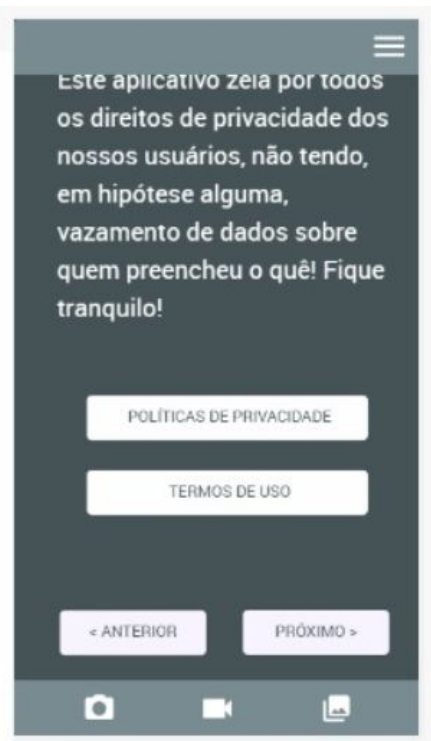 Este aplicativo zela por todos
os direitos de privacidade dos
nossos usuários, não tendo,
em hipótese alguma,
vazamento de dados sobre
quem preencheu o quê! Fique
tranquilo!
POLÍTICAS DE PRIVACIDADE
TERMOS DE USO
< ANTERIOR
PRÓXIMO >